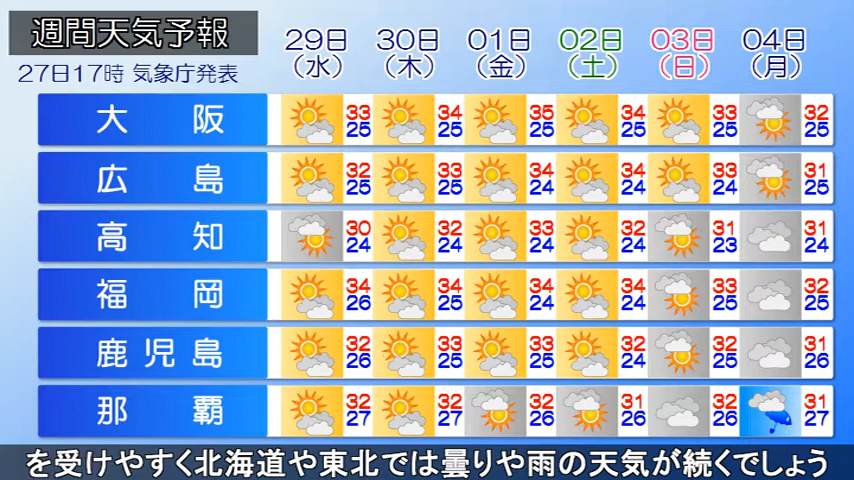 週間天気予報
27日17時 気象庁発表
29日 30日 01日 02日 03日 04日
(水) (木) (金) (土) (日) (月)
大阪 33 25 34 25 35 25 34 25 33 25 32 25
広島 32 25 33 25 34 24 34 24 33 24 31 25
高知 30 24 32 24 33 24 32 24 31 23 31 24
福岡 34 26 34 25 34 24 34 24 33 25 32 25
鹿児島 32 26 33 25 33 25 32 24 32 25 31 26
那覇 32 27 32 27 32 26 31 26 32 26 31 27
を受けやすく北海道や東北では曇りや雨の天気が続くでしょう